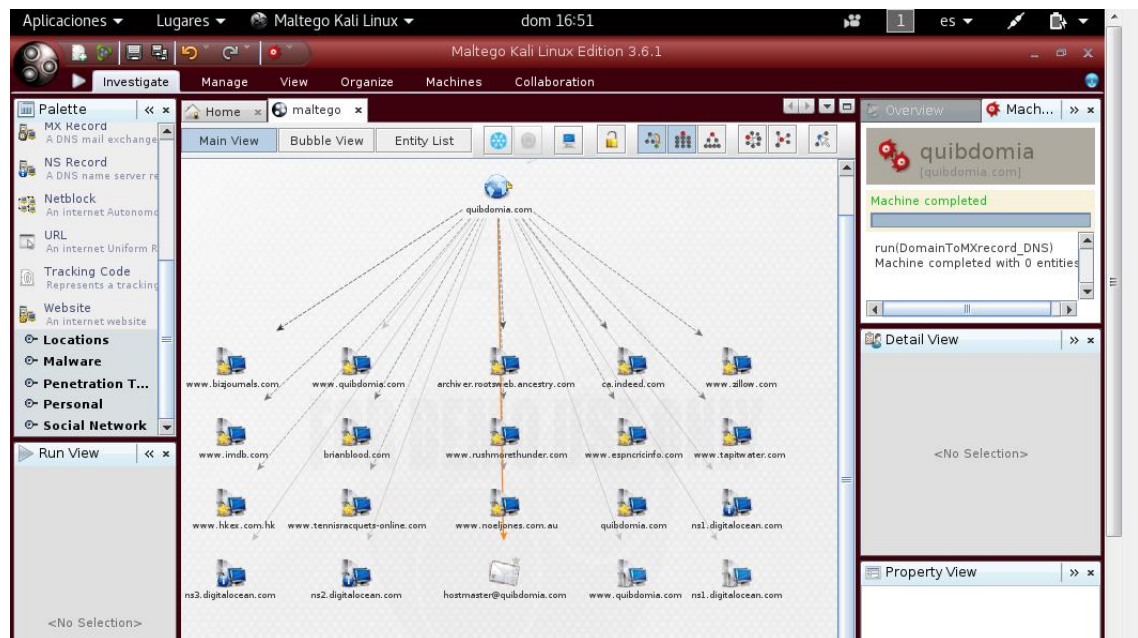 Aplicaciones Lugares Maltego Kali Linux dom 16:51 1 es
Maltego Kali Linux Edition 3.6.1
Investigate Manage View Organize Machines Collaboration
Palette
MX Record
A DNS mail exchange
NS Record
A DNS name server re
Netblock
An internet Autonomo
URL
An internet Uniform R
Tracking Code
Represents a tracking
Website
An internet website
Locations
Malware
Penetration T...
Personal
Social Network
Run View
<No Selection>
Home maltego
Main View Bubble View Entity List
quibdomia.com
www.bizjournals.com www.quibdomia.com archiver.rootsweb.ancestry.com ca.indeed.com www.zillow.com
www.imdb.com brianblood.com www.rushmorethunder.com www.espncricinfo.com www.tapitwater.com
www.hkex.com.hk www.tennisracquets-online.com www.noeljones.com.au quibdomia.com ns1.digitalocean.com
ns3.digitalocean.com ns2.digitalocean.com hostmaster@quibdomia.com www.quibdomia.com ns1.digitalocean.com
Overview Mach...
quibdomia
[quibdomia.com]
Machine completed
run(DomainToMXrecord_DNS)
Machine completed with 0 entities
Detail View
<No Selection>
Property View